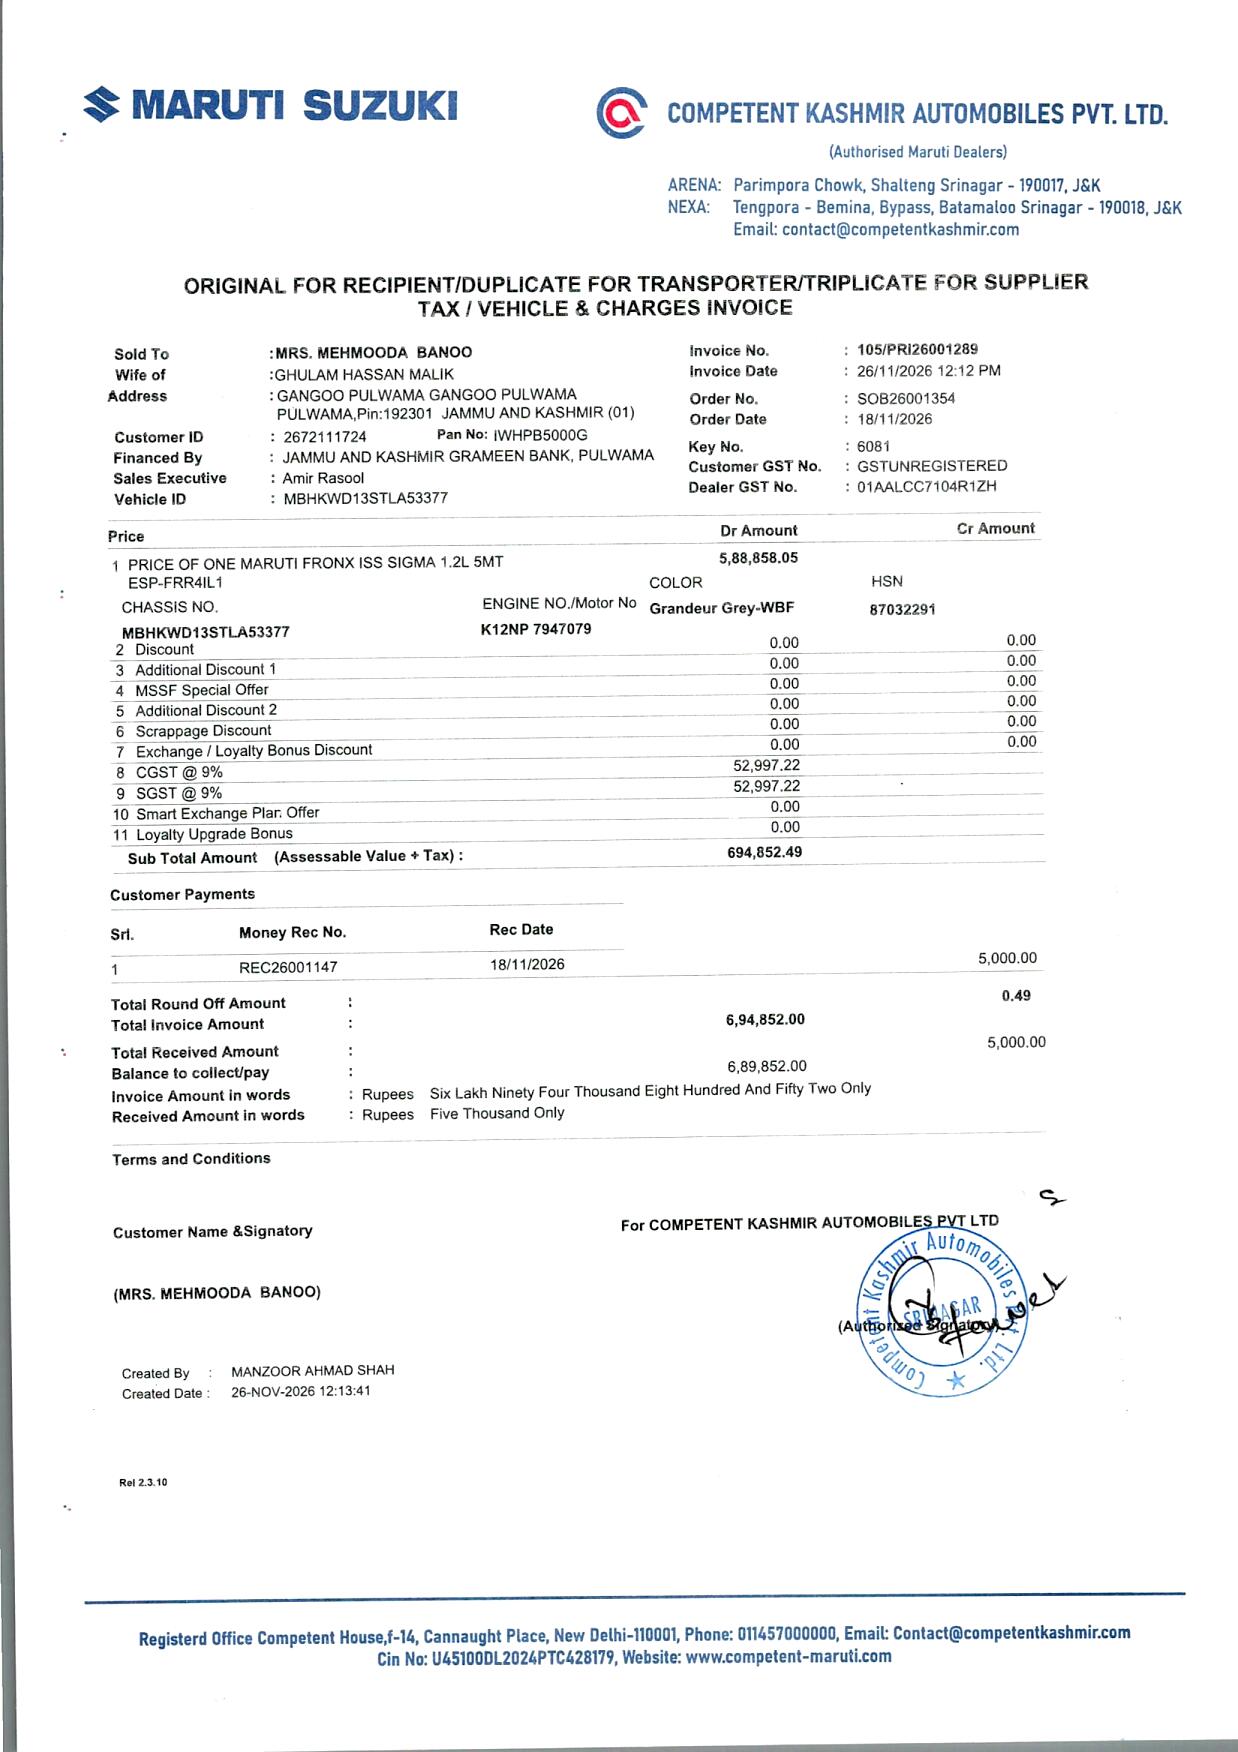 MARUTI SUZUKI
COMPETENT KASHMIR AUTOMOBILES PVT. LTD.
(Authorised Maruti Dealers)
ARENA: Parimpora Chowk, Shalteng Srinagar - 190017, J&K
NEXA: Tengpora - Bemina, Bypass, Batamaloo Srinagar - 190018, J&K
Email: contact@competentkashmir.com
ORIGINAL FOR RECIPIENT/DUPLICATE FOR TRANSPORTER/TRIPLICATE FOR SUPPLIER
TAX / VEHICLE & CHARGES INVOICE
Sold To :MRS. MEHMOODA BANOO
Wife of :GHULAM HASSAN MALIK
Address : GANGOO PULWAMA GANGOO PULWAMA
PULWAMA,Pin:192301 JAMMU AND KASHMIR (01)
Customer ID : 2672111724 Pan No: IWHPB5000G
Financed By : JAMMU AND KASHMIR GRAMEEN BANK, PULWAMA
Sales Executive : Amir Rasool
Vehicle ID : MBHKWD13STLA53377
Invoice No. : 105/PRI26001289
Invoice Date : 26/11/2026 12:12 PM
Order No. : SOB26001354
Order Date : 18/11/2026
Key No. : 6081
Customer GST No. : GSTUNREGISTERED
Dealer GST No. : 01AALCC7104R1ZH
Price Dr Amount Cr Amount
1 PRICE OF ONE MARUTI FRONX ISS SIGMA 1.2L 5MT 5,88,858.05
ESP-FRR4IL1 COLOR HSN
CHASSIS NO. ENGINE NO./Motor No Grandeur Grey-WBF 87032291
MBHKWD13STLA53377 K12NP 7947079
2 Discount 0.00 0.00
3 Additional Discount 1 0.00 0.00
4 MSSF Special Offer 0.00 0.00
5 Additional Discount 2 0.00 0.00
6 Scrappage Discount 0.00 0.00
7 Exchange / Loyalty Bonus Discount 0.00 0.00
8 CGST @ 9% 52,997.22
9 SGST @ 9% 52,997.22
10 Smart Exchange Plan Offer 0.00
11 Loyalty Upgrade Bonus 0.00
Sub Total Amount (Assessable Value + Tax) : 694,852.49
Customer Payments
Srl. Money Rec No. Rec Date
1 REC26001147 18/11/2026 5,000.00
Total Round Off Amount : 0.49
Total Invoice Amount : 6,94,852.00
Total Received Amount : 5,000.00
Balance to collect/pay : 6,89,852.00
Invoice Amount in words : Rupees Six Lakh Ninety Four Thousand Eight Hundred And Fifty Two Only
Received Amount in words : Rupees Five Thousand Only
Terms and Conditions
Customer Name &Signatory
For COMPETENT KASHMIR AUTOMOBILES PVT LTD
(MRS. MEHMOODA BANOO)
Competent Kashmir Automobiles Pvt. Ltd.
SRINAGAR
(Authorized Signatory)
Created By : MANZOOR AHMAD SHAH
Created Date : 26-NOV-2026 12:13:41
Rel 2.3.10
Registerd Office Competent House,f-14, Cannaught Place, New Delhi-110001, Phone: 011457000000, Email: Contact@competentkashmir.com
Cin No: U45100DL2024PTC428179, Website: www.competent-maruti.com